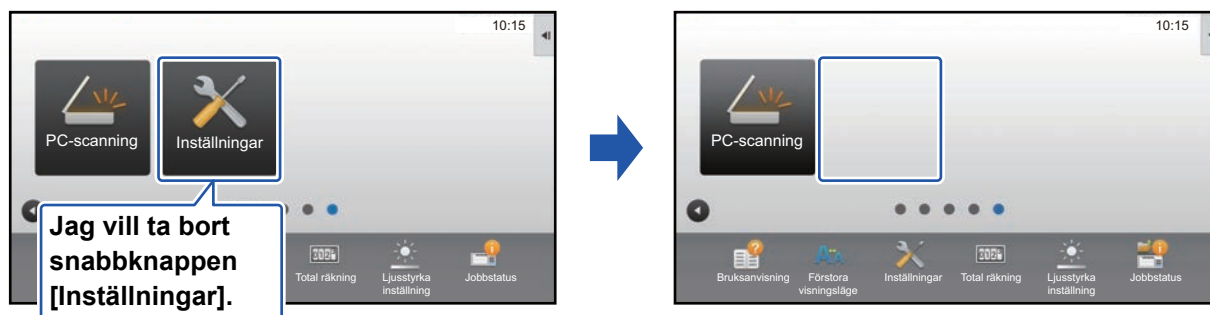 10:15
PC-scanning
Inställningar
Jag vill ta bort
snabbknappen
[Inställningar].
Total räkning
Ljusstyrka
inställning
Jobbstatus
10:15
PC-scanning
Bruksanvisning
Förstora
visningsläge
Inställningar
Total räkning
Ljusstyrka
inställning
Jobbstatus